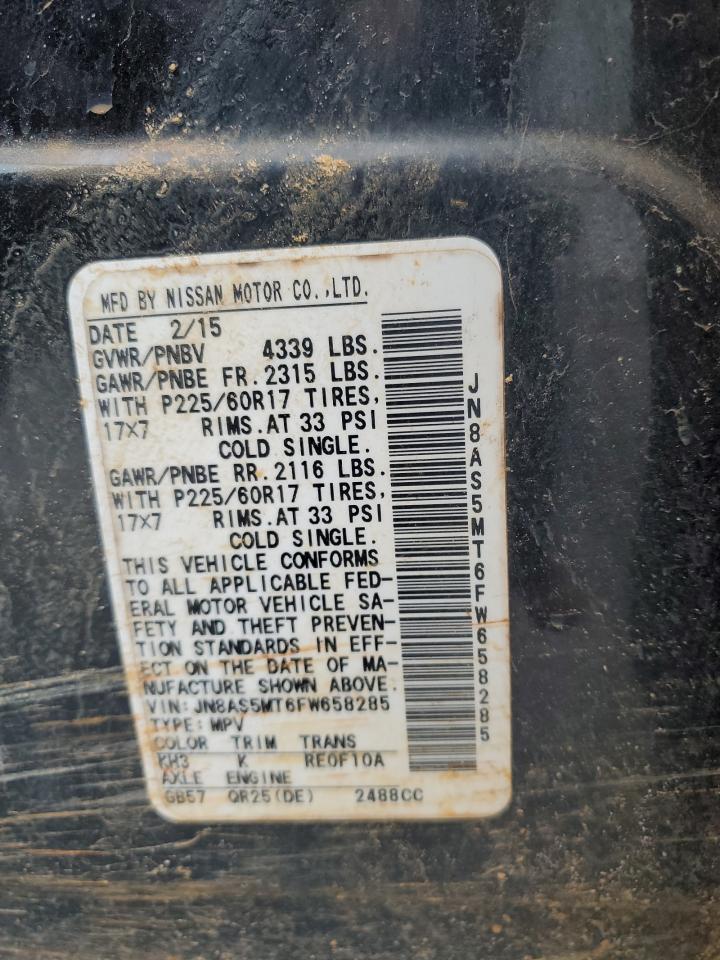 MFD BY NISSAN MOTOR CO.,LTD.
DATE 2/15
GVWR/PNBV 4339 LBS.
GAWR/PNBE FR.2315 LBS.
WITH P225/60R17 TIRES,
17X7 RIMS.AT 33 PSI
COLD SINGLE.
GAWR/PNBE RR.2116 LBS.
WITH P225/60R17 TIRES,
17X7 RIMS.AT 33 PSI
COLD SINGLE.
THIS VEHICLE CONFORMS
TO ALL APPLICABLE FED-
ERAL MOTOR VEHICLE SA-
FETY AND THEFT PREVEN-
TION STANDARDS IN EFF-
ECT ON THE DATE OF MA-
NUFACTURE SHOWN ABOVE.
VIN:JN8AS5MT6FW658285
TYPE:MPV
COLOR TRIM TRANS
KH3 K RE0F10A
AXLE ENGINE
GB57 QR25(DE) 2488CC
JN8AS5MT6FW658285